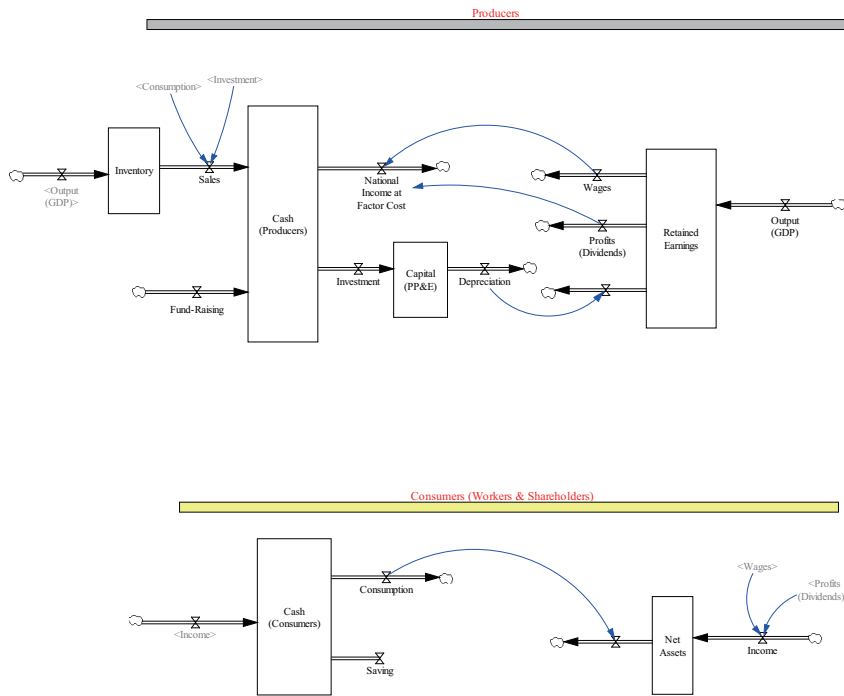 Producers
<Investment>
<Consumption>
Inventory
Sales
National
Income at
Factor Cost
Wages
<Output
(GDP)>
Cash
(Producers)
Profits
(Dividends)
Retained
Earnings
Output
(GDP)
Fund-Raising
Investment
Capital
(PP&E)
Depreciation
Consumers (Workers & Shareholders)
Consumption
<Wages>
<Profits
(Dividends)
<Income>
Cash
(Consumers)
Net
Assets
Income
Saving